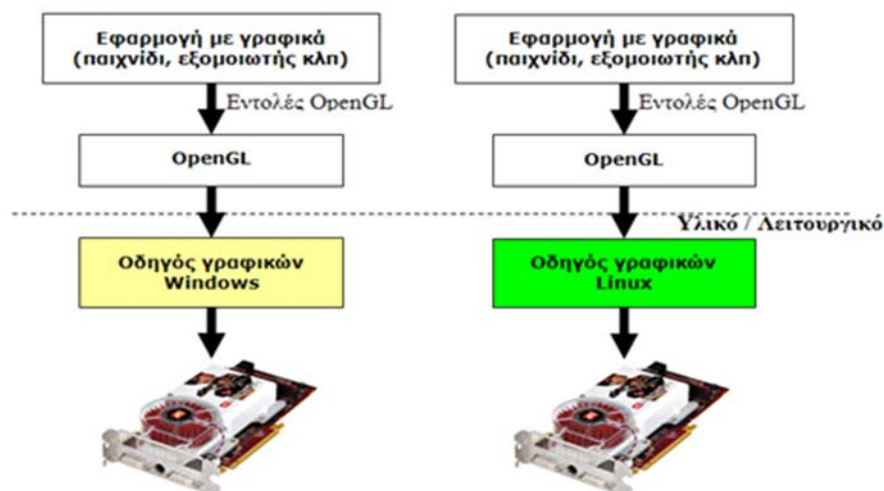 Εφαρμογή με γραφικά
(παιχνίδι, εξομοιωτής κλπ)
Εντολές OpenGL
OpenGL
Οδηγός γραφικών
Windows
Εφαρμογή με γραφικά
(παιχνίδι, εξομοιωτής κλπ)
Εντολές OpenGL
OpenGL
Υλικό / Λειτουργικό
Οδηγός γραφικών
Linux